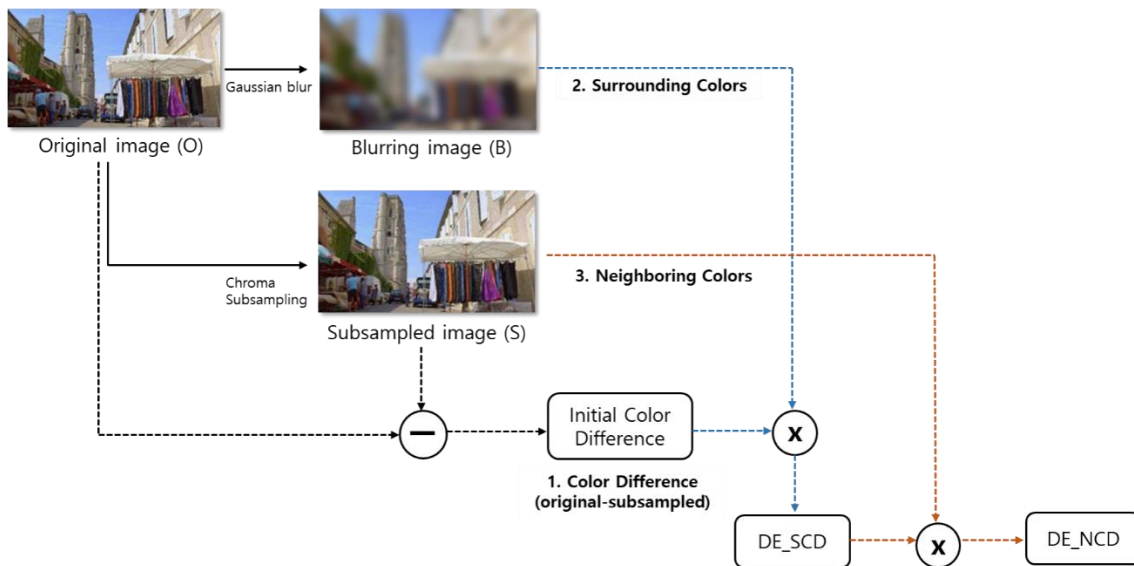 Gaussian blur
2. Surrounding Colors
Original image (O)
Blurring image (B)
Chroma
Subsampling
3. Neighboring Colors
Subsampled image (S)
Initial Color
Difference
X
1. Color Difference
(original-subsampled)
DE_SCD
X
DE_NCD